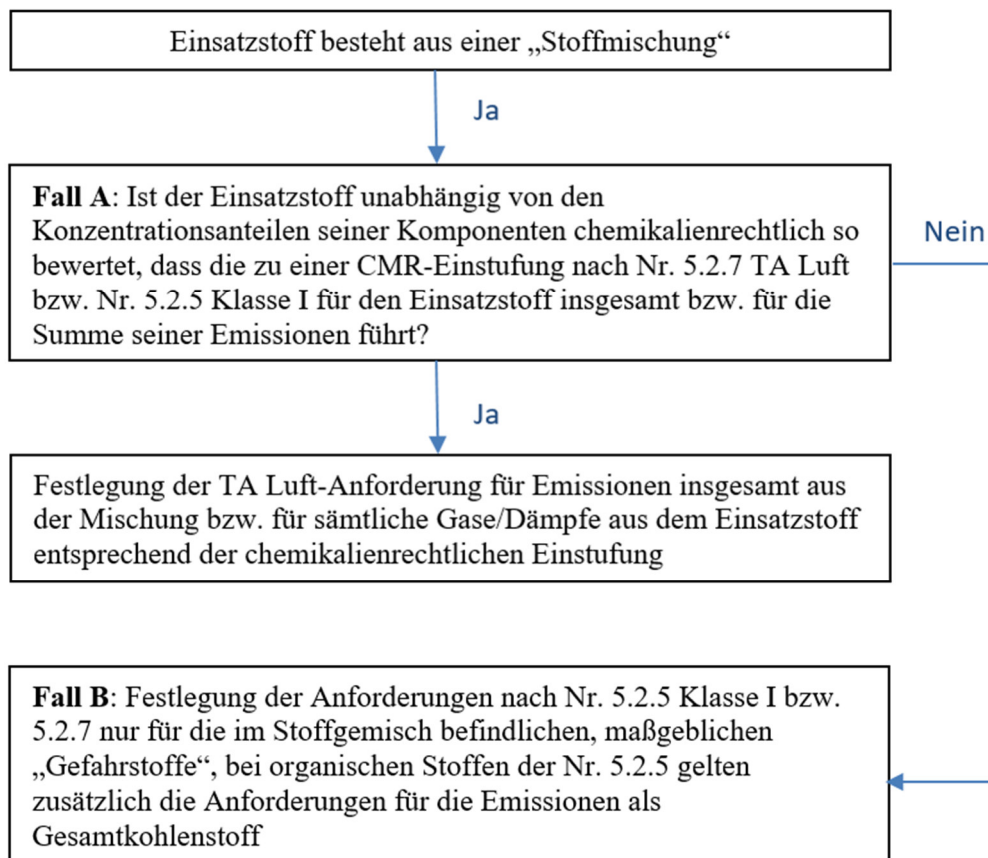 Einsatzstoff besteht aus einer „Stoffmischung“
Ja
Fall A: Ist der Einsatzstoff unabhängig von den
Konzentrationsanteilen seiner Komponenten chemikalienrechtlich so
bewertet, dass die zu einer CMR-Einstufung nach Nr. 5.2.7 TA Luft
bzw. Nr. 5.2.5 Klasse I für den Einsatzstoff insgesamt bzw. für die
Summe seiner Emissionen führt?
Nein
Ja
Festlegung der TA Luft-Anforderung für Emissionen insgesamt aus
der Mischung bzw. für sämtliche Gase/Dämpfe aus dem Einsatzstoff
entsprechend der chemikalienrechtlichen Einstufung
Fall B: Festlegung der Anforderungen nach Nr. 5.2.5 Klasse I bzw.
5.2.7 nur für die im Stoffgemisch befindlichen, maßgeblichen
„Gefahrstoffe“, bei organischen Stoffen der Nr. 5.2.5 gelten
zusätzlich die Anforderungen für die Emissionen als
Gesamtkohlenstoff